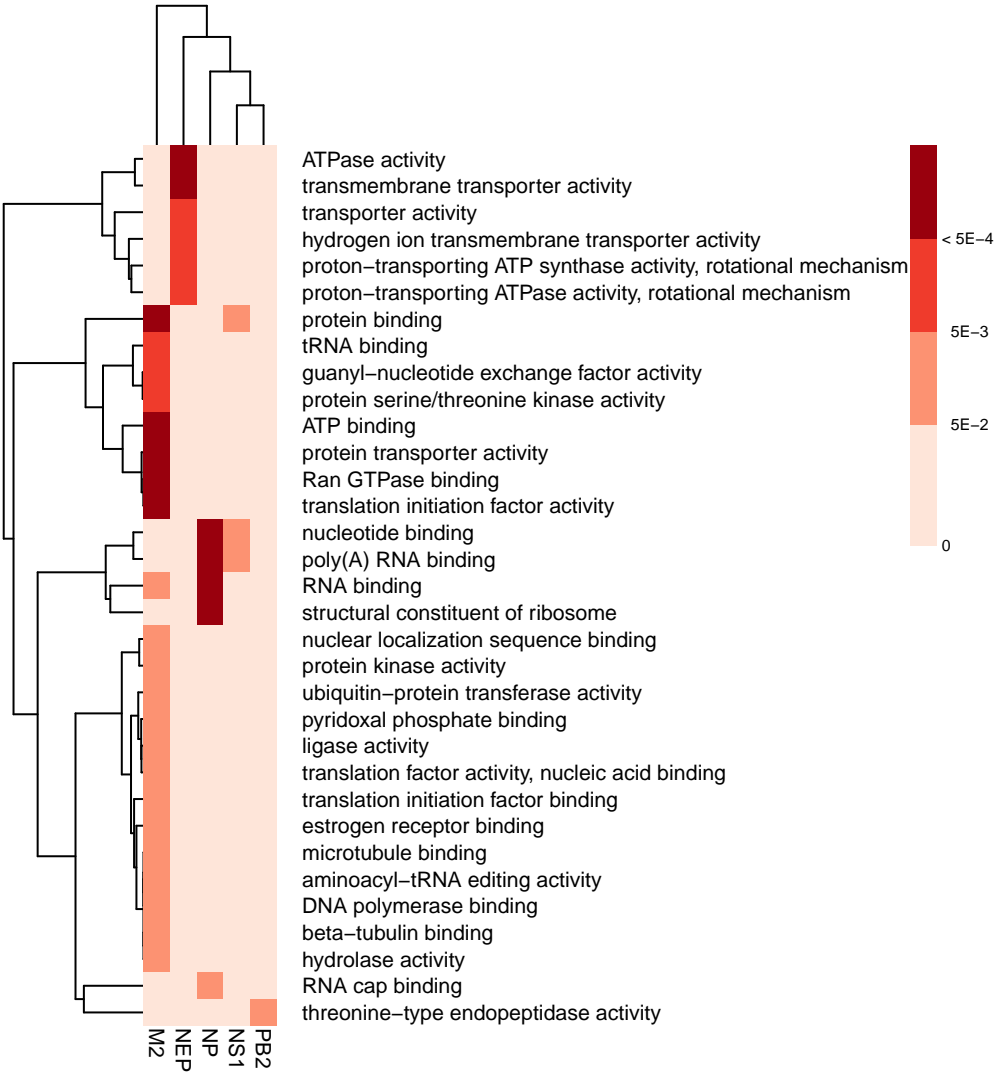 ATPase activity
transmembrane transporter activity
transporter activity
hydrogen ion transmembrane transporter activity
proton−transporting ATP synthase activity, rotational mechanism
proton−transporting ATPase activity, rotational mechanism
protein binding
tRNA binding
guanyl−nucleotide exchange factor activity
protein serine/threonine kinase activity
ATP binding
protein transporter activity
Ran GTPase binding
translation initiation factor activity
nucleotide binding
poly(A) RNA binding
RNA binding
structural constituent of ribosome
nuclear localization sequence binding
protein kinase activity
ubiquitin−protein transferase activity
pyridoxal phosphate binding
ligase activity
translation factor activity, nucleic acid binding
translation initiation factor binding
estrogen receptor binding
microtubule binding
aminoacyl−tRNA editing activity
DNA polymerase binding
beta−tubulin binding
hydrolase activity
RNA cap binding
threonine−type endopeptidase activity
M2
NEP
NP
NS1
PB2
< 5E−4
5E−3
5E−2
0